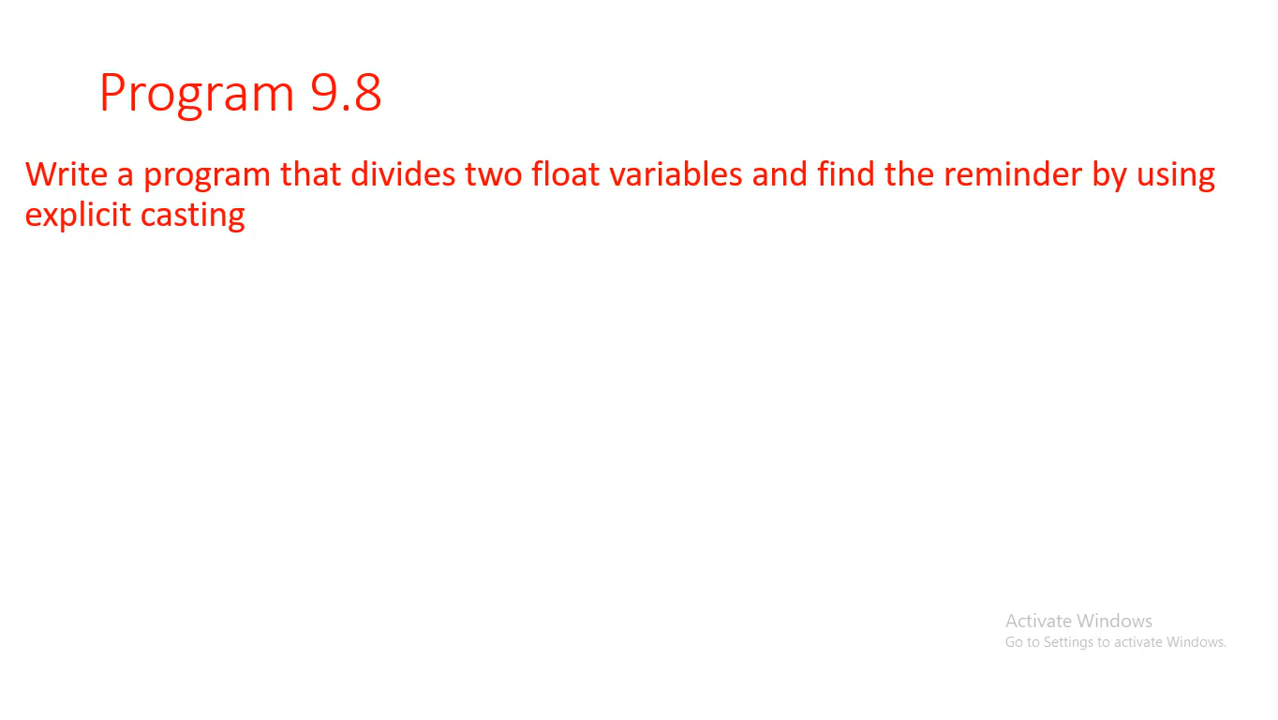 Program 9.8
Write a program that divides two float variables and find the reminder by using
explicit casting
Activate Windows
Go to Settings to activate Windows.